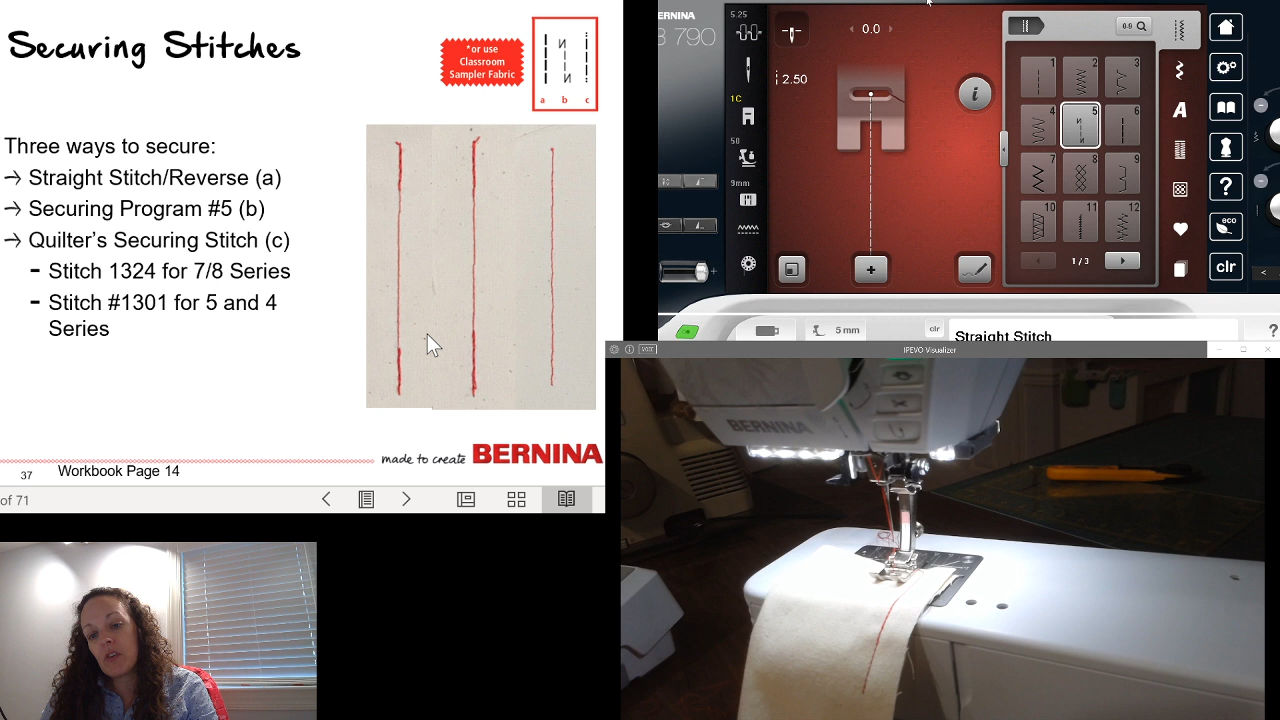 Securing Stitches
*or use
Classroom
Sampler Fabric
a b c
Three ways to secure:
→ Straight Stitch/Reverse (a)
→ Securing Program #5 (b)
→ Quilter's Securing Stitch (c)
- Stitch 1324 for 7/8 Series
- Stitch #1301 for 5 and 4
Series
made to create BERNINA
37 Workbook Page 14
of 71
BERNINA
790
5.25
0.0
2.50
1C
50
9mm
0-9
1 2 3
4 5 6
7 8 9
10 11 12
1 / 3
i
A
?
eco
clr
5 mm
clr
Straight Stitch
?
IPEVO Visualizer
BERNINA